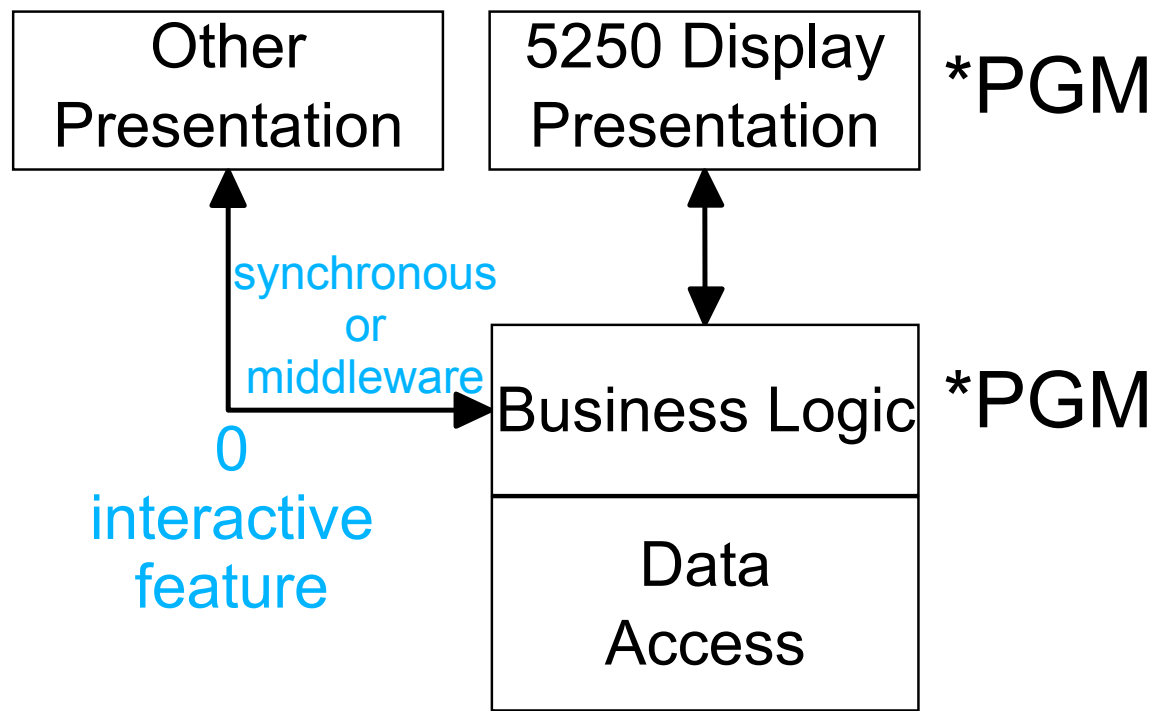 Other
Presentation
5250 Display
Presentation
*PGM
synchronous
or
middleware
Business Logic
*PGM
0
interactive
feature
Data
Access